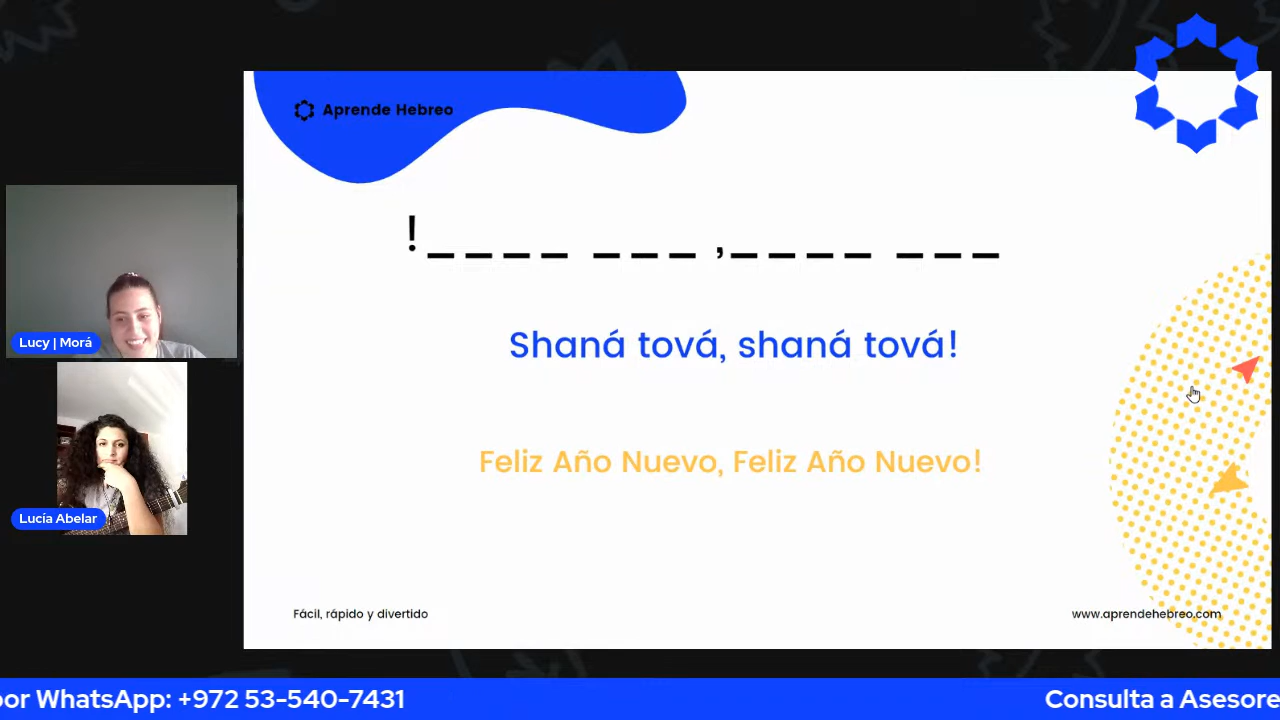 Aprende Hebreo
!____ ___ ,____ ___
Shaná tová, shaná tová!
Feliz Año Nuevo, Feliz Año Nuevo!
Lucy | Morá
Lucía Abelar
Fácil, rápido y divertido
www.aprendehebreo.com
por WhatsApp: +972 53-540-7431
Consulta a